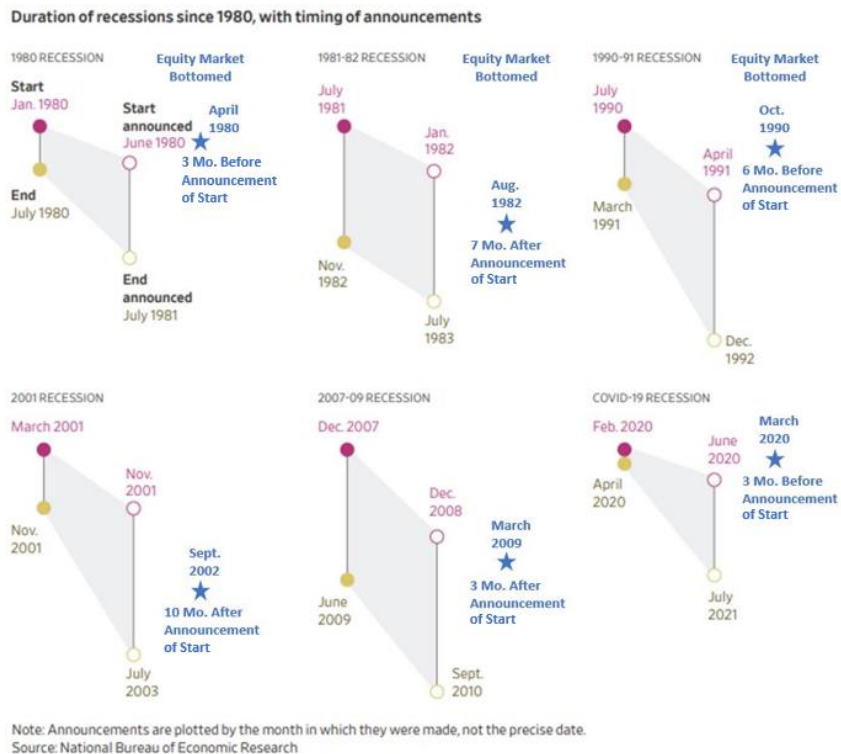 Duration of recessions since 1980, with timing of announcements
1980 RECESSION
Equity Market
Bottomed
Start
Jan. 1980
Start
announced
June 1980
April
1980
3 Mo. Before
Announcement
of Start
End
July 1980
End
announced
July 1981
1981-82 RECESSION
Equity Market
Bottomed
July
1981
Jan.
1982
Aug.
1982
7 Mo. After
Announcement
of Start
Nov.
1982
July
1983
1990-91 RECESSION
Equity Market
Bottomed
July
1990
Oct.
1990
April
1991
6 Mo. Before
Announcement
of Start
March
1991
Dec.
1992
2001 RECESSION
March 2001
Nov.
2001
Nov.
2001
Sept.
2002
10 Mo. After
Announcement
of Start
July
2003
2007-09 RECESSION
Dec. 2007
Dec.
2008
March
2009
3 Mo. After
Announcement
of Start
June
2009
Sept.
2010
COVID-19 RECESSION
Feb. 2020
March
2020
June
2020
3 Mo. Before
Announcement
of Start
April
2020
July
2021
Note: Announcements are plotted by the month in which they were made, not the precise date.
Source: National Bureau of Economic Research